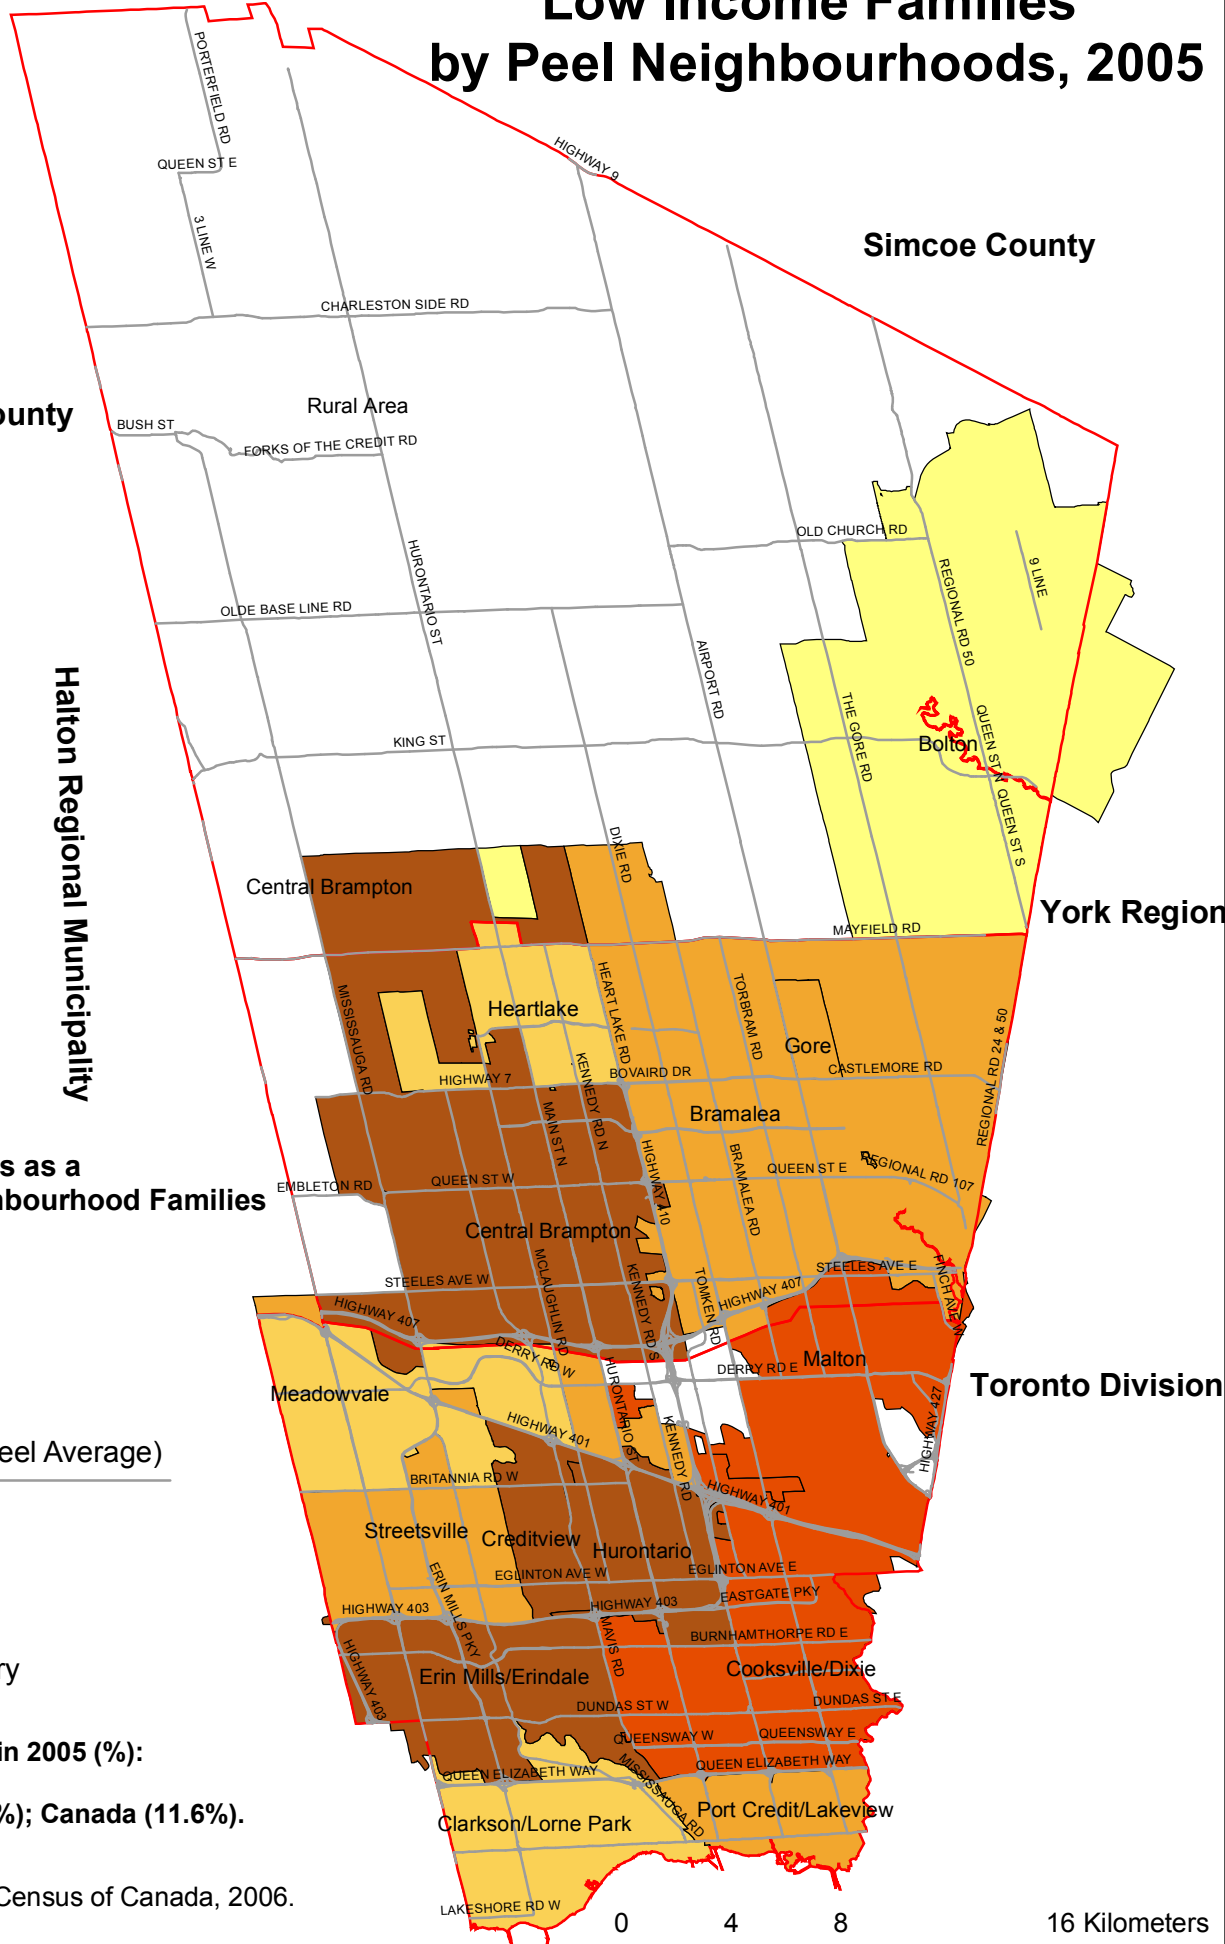 Low Income Families
by Peel Neighbourhoods, 2005
PORTERFIELD RD
QUEEN ST E
HIGHWAY 9
3 LINE W
Simcoe County
CHARLESTON SIDE RD
Rural Area
ounty
BUSH ST
FORKS OF THE CREDIT RD
OLD CHURCH RD
HURONTARIO ST
REGIONAL RD 50
9 LINE
OLDE BASE LINE RD
AIRPORT RD
Halton Regional Municipality
THE GORE RD
QUEEN ST N
KING ST
Bolton
QUEEN ST S
DIXIE RD
Central Brampton
York Region
MAYFIELD RD
MISSISSAUGA RD
HEART LAKE RD
TORBRAM RD
Heartlake
Gore
REGIONAL RD 24 & 50
KENNEDY RD N
BOVAIRD DR
CASTLEMORE RD
HIGHWAY 7
MAIN ST N
Bramalea
HIGHWAY 410
BRAMALEA RD
s as a
QUEEN ST E
REGIONAL RD 107
EMBLETON RD
QUEEN ST W
nbourhood Families
Central Brampton
MCLAUGHLIN RD
KENNEDY RD S
TOMKEN RD
STEELES AVE E
FINCH AVE W
STEELES AVE W
HIGHWAY 407
HIGHWAY 407
DERRY RD W
HURONTARIO ST
DERRY RD E
Malton
Meadowvale
Toronto Division
HIGHWAY 427
HIGHWAY 401
KENNEDY RD
eel Average)
BRITANNIA RD W
HIGHWAY 401
Streetsville
Creditview
Hurontario
ERIN MILLS PKY
EGLINTON AVE W
EGLINTON AVE E
HIGHWAY 403
HIGHWAY 403
EASTGATE PKY
MAVIS RD
BURNHAMTHORPE RD E
HIGHWAY 403
ry
Erin Mills/Erindale
Cooksville/Dixie
DUNDAS ST W
DUNDAS ST E
QUEENSWAY W
QUEENSWAY E
in 2005 (%):
MISSISSAUGA RD
QUEEN ELIZABETH WAY
QUEEN ELIZABETH WAY
%); Canada (11.6%).
Clarkson/Lorne Park
Port Credit/Lakeview
Census of Canada, 2006.
LAKESHORE RD W
0 4 8 16 Kilometers